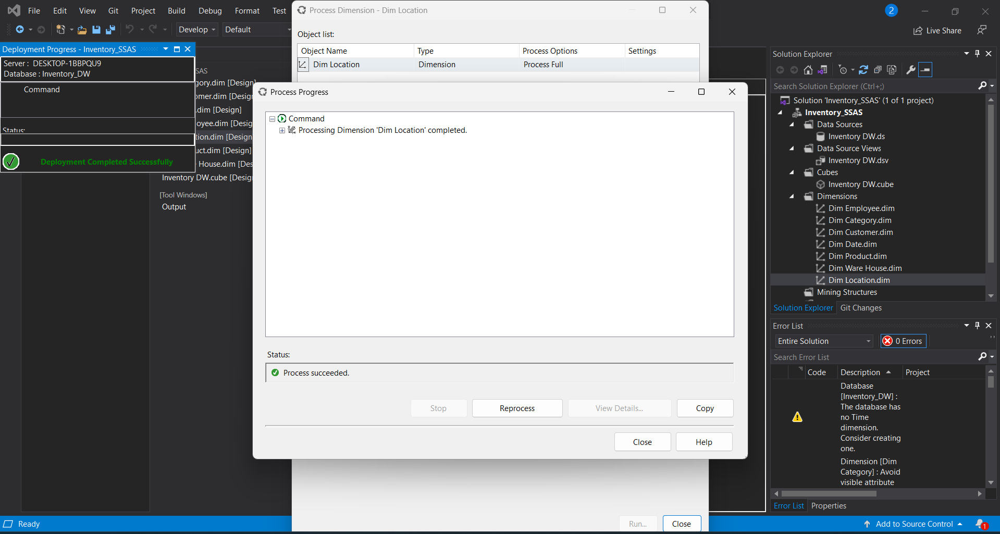 File Edit View Git Project Build Debug Format Test
Develop Default
Process Dimension - Dim Location
2
Live Share
Object list:
Object Name Type Process Options Settings
Dim Location Dimension Process Full
Deployment Progress - Inventory_SSAS
Server : DESKTOP-1BBPQU9
Database : Inventory_DW
Command
Status:
Deployment Completed Successfully
SAS
gory.dim [Design]
omer.dim [Desig
.dim [Design]
oyee.dim [Desig
tion.dim [Design
uct.dim [Design]
House.dim [Des
Inventory DW.cube [Desig
[Tool Windows]
Output
Process Progress
Command
Processing Dimension 'Dim Location' completed.
Status:
Process succeeded.
Stop Reprocess View Details... Copy
Close Help
Run... Close
Solution Explorer
Search Solution Explorer (Ctrl+;)
Solution 'Inventory_SSAS' (1 of 1 project)
Inventory_SSAS
Data Sources
Inventory DW.ds
Data Source Views
Inventory DW.dsv
Cubes
Inventory DW.cube
Dimensions
Dim Employee.dim
Dim Category.dim
Dim Customer.dim
Dim Date.dim
Dim Product.dim
Dim Ware House.dim
Dim Location.dim
Mining Structures
Solution Explorer Git Changes
Error List
Entire Solution 0 Errors
Search Error List
Code Description Project
Database
[Inventory_DW] :
The database has
no Time
dimension.
Consider creating
one.
Dimension [Dim
Category] : Avoid
visible attribute
Error List Properties
Ready
Add to Source Control 1